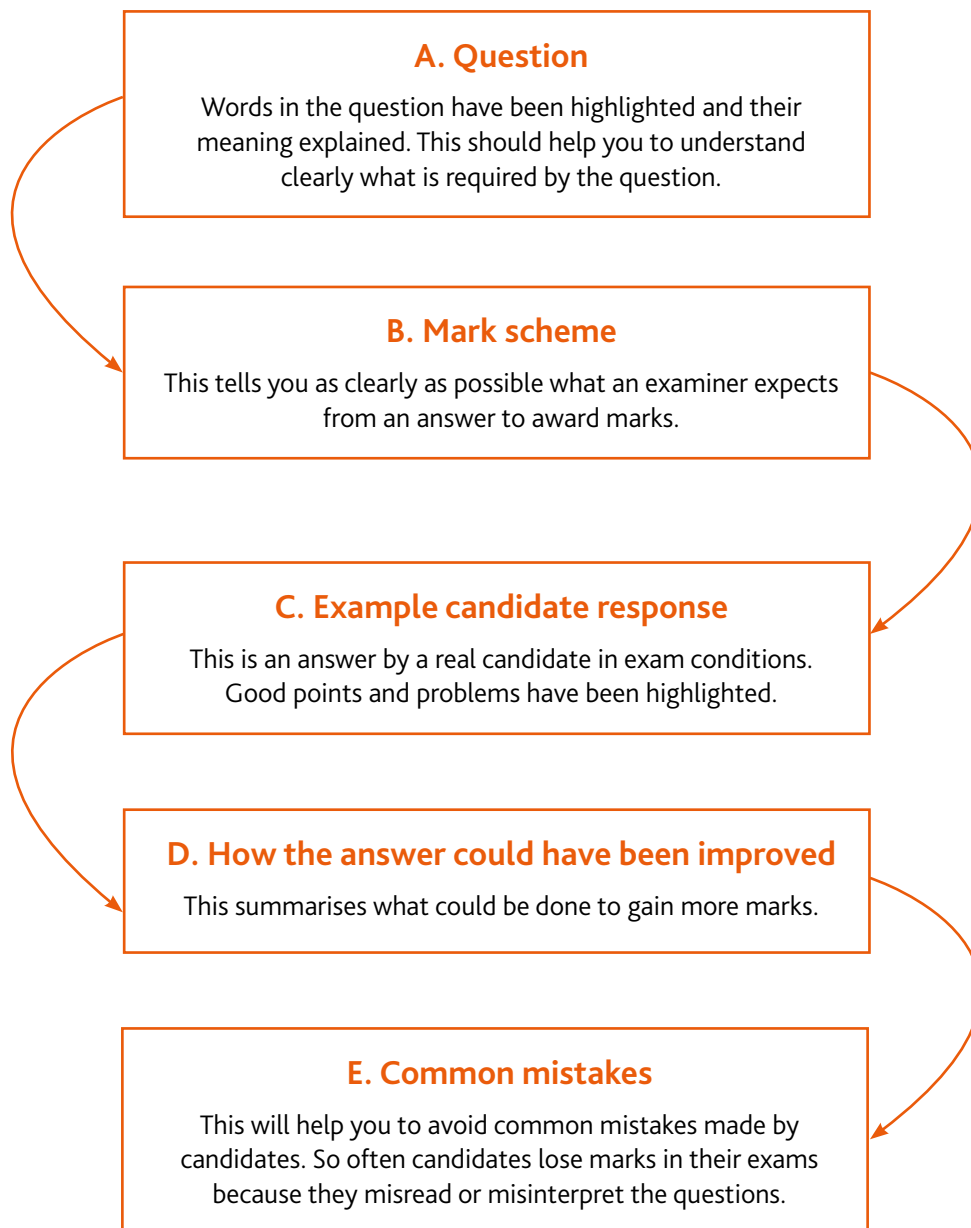 A. Question
Words in the question have been highlighted and their
meaning explained. This should help you to understand
clearly what is required by the question.
B. Mark scheme
This tells you as clearly as possible what an examiner expects
from an answer to award marks.
C. Example candidate response
This is an answer by a real candidate in exam conditions.
Good points and problems have been highlighted.
D. How the answer could have been improved
This summarises what could be done to gain more marks.
E. Common mistakes
This will help you to avoid common mistakes made by
candidates. So often candidates lose marks in their exams
because they misread or misinterpret the questions.